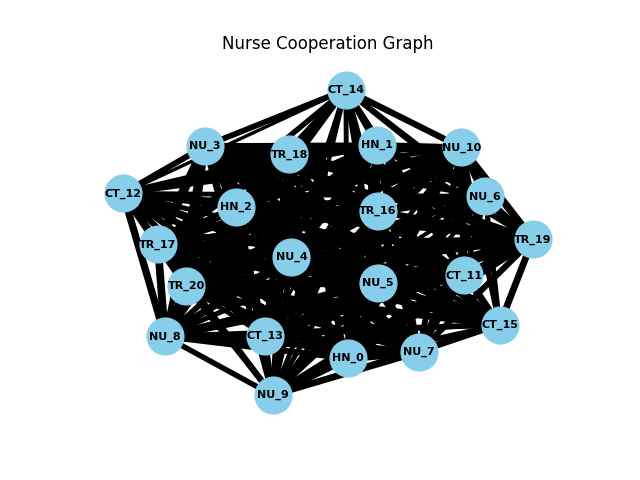 Nurse Cooperation Graph
CT_14
NU_3
TR_18
HN_1
NU_10
CT_12
HN_2
TR_16
NU_6
TR_17
NU_4
TR_19
TR_20
NU_5
CT_11
NU_8
CT_13
HN_0
NU_7
CT_15
NU_9